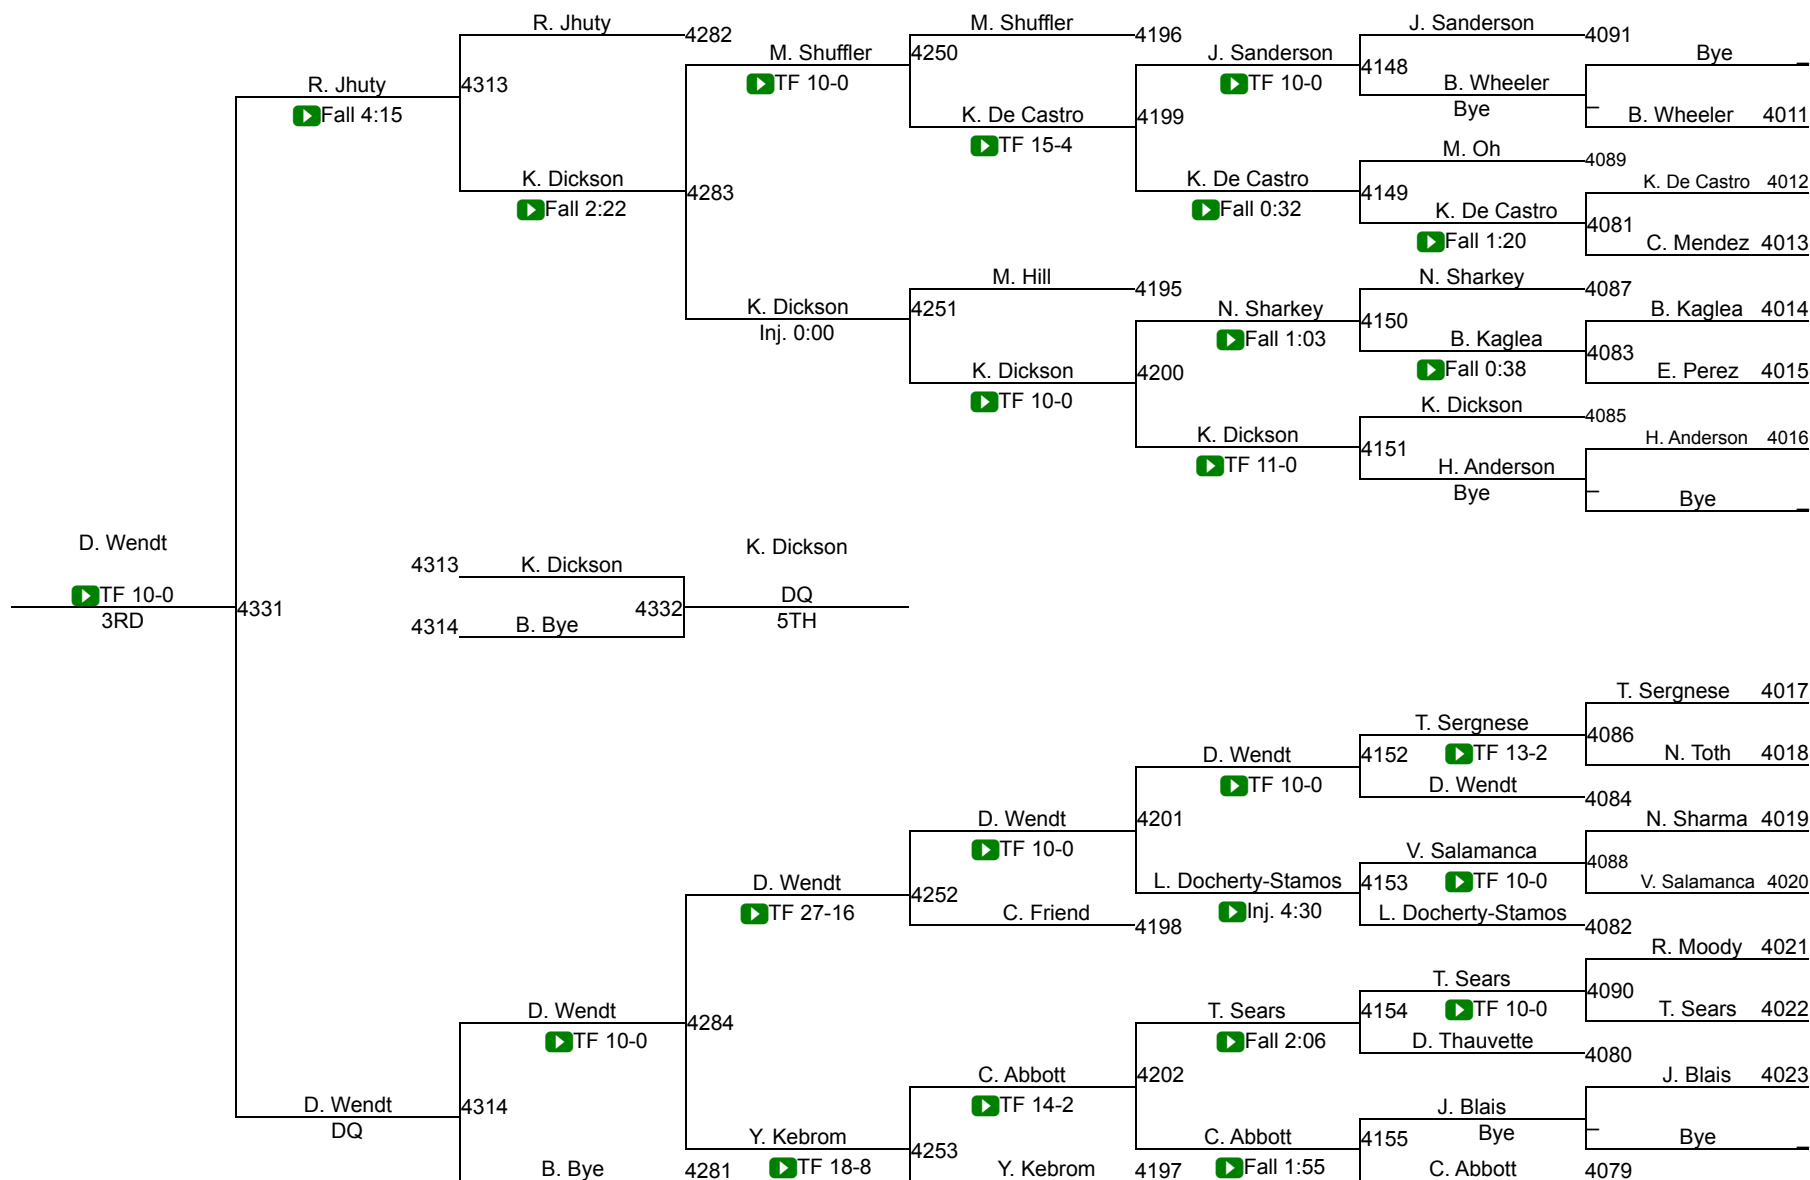 R. Jhuty
4282
M. Shuffler
4196
J. Sanderson
4091
M. Shuffler
TF 10-0
4250
J. Sanderson
TF 10-0
4148
Bye
B. Wheeler
Bye
R. Jhuty
Fall 4:15
4313
K. De Castro
TF 15-4
4199
B. Wheeler 4011
M. Oh
4089
K. Dickson
Fall 2:22
4283
K. De Castro
Fall 0:32
4149
K. De Castro 4012
K. De Castro
Fall 1:20
4081
C. Mendez 4013
M. Hill
4195
N. Sharkey
4087
K. Dickson
Inj. 0:00
4251
N. Sharkey
Fall 1:03
4150
B. Kaglea 4014
B. Kaglea
Fall 0:38
4083
K. Dickson
TF 10-0
4200
E. Perez 4015
K. Dickson
4085
K. Dickson
TF 11-0
4151
H. Anderson 4016
H. Anderson
Bye
Bye
D. Wendt
TF 10-0
3RD
4331
4313 K. Dickson
K. Dickson
4332
DQ
5TH
4314 B. Bye
T. Sergnese 4017
T. Sergnese
TF 13-2
4086
D. Wendt
TF 10-0
4152
N. Toth 4018
D. Wendt
4084
D. Wendt
TF 10-0
4201
N. Sharma 4019
V. Salamanca
TF 10-0
4088
D. Wendt
TF 27-16
4252
L. Docherty-Stamos
Inj. 4:30
4153
V. Salamanca 4020
C. Friend
4198
L. Docherty-Stamos
4082
R. Moody 4021
T. Sears
TF 10-0
4090
D. Wendt
TF 10-0
4284
T. Sears
Fall 2:06
4154
T. Sears 4022
D. Thauvette
4080
C. Abbott
TF 14-2
4202
J. Blais 4023
D. Wendt
DQ
4314
J. Blais
Bye
Y. Kebrom
TF 18-8
4253
C. Abbott
Fall 1:55
4155
Bye
B. Bye
4281
Y. Kebrom
4197
C. Abbott
4079